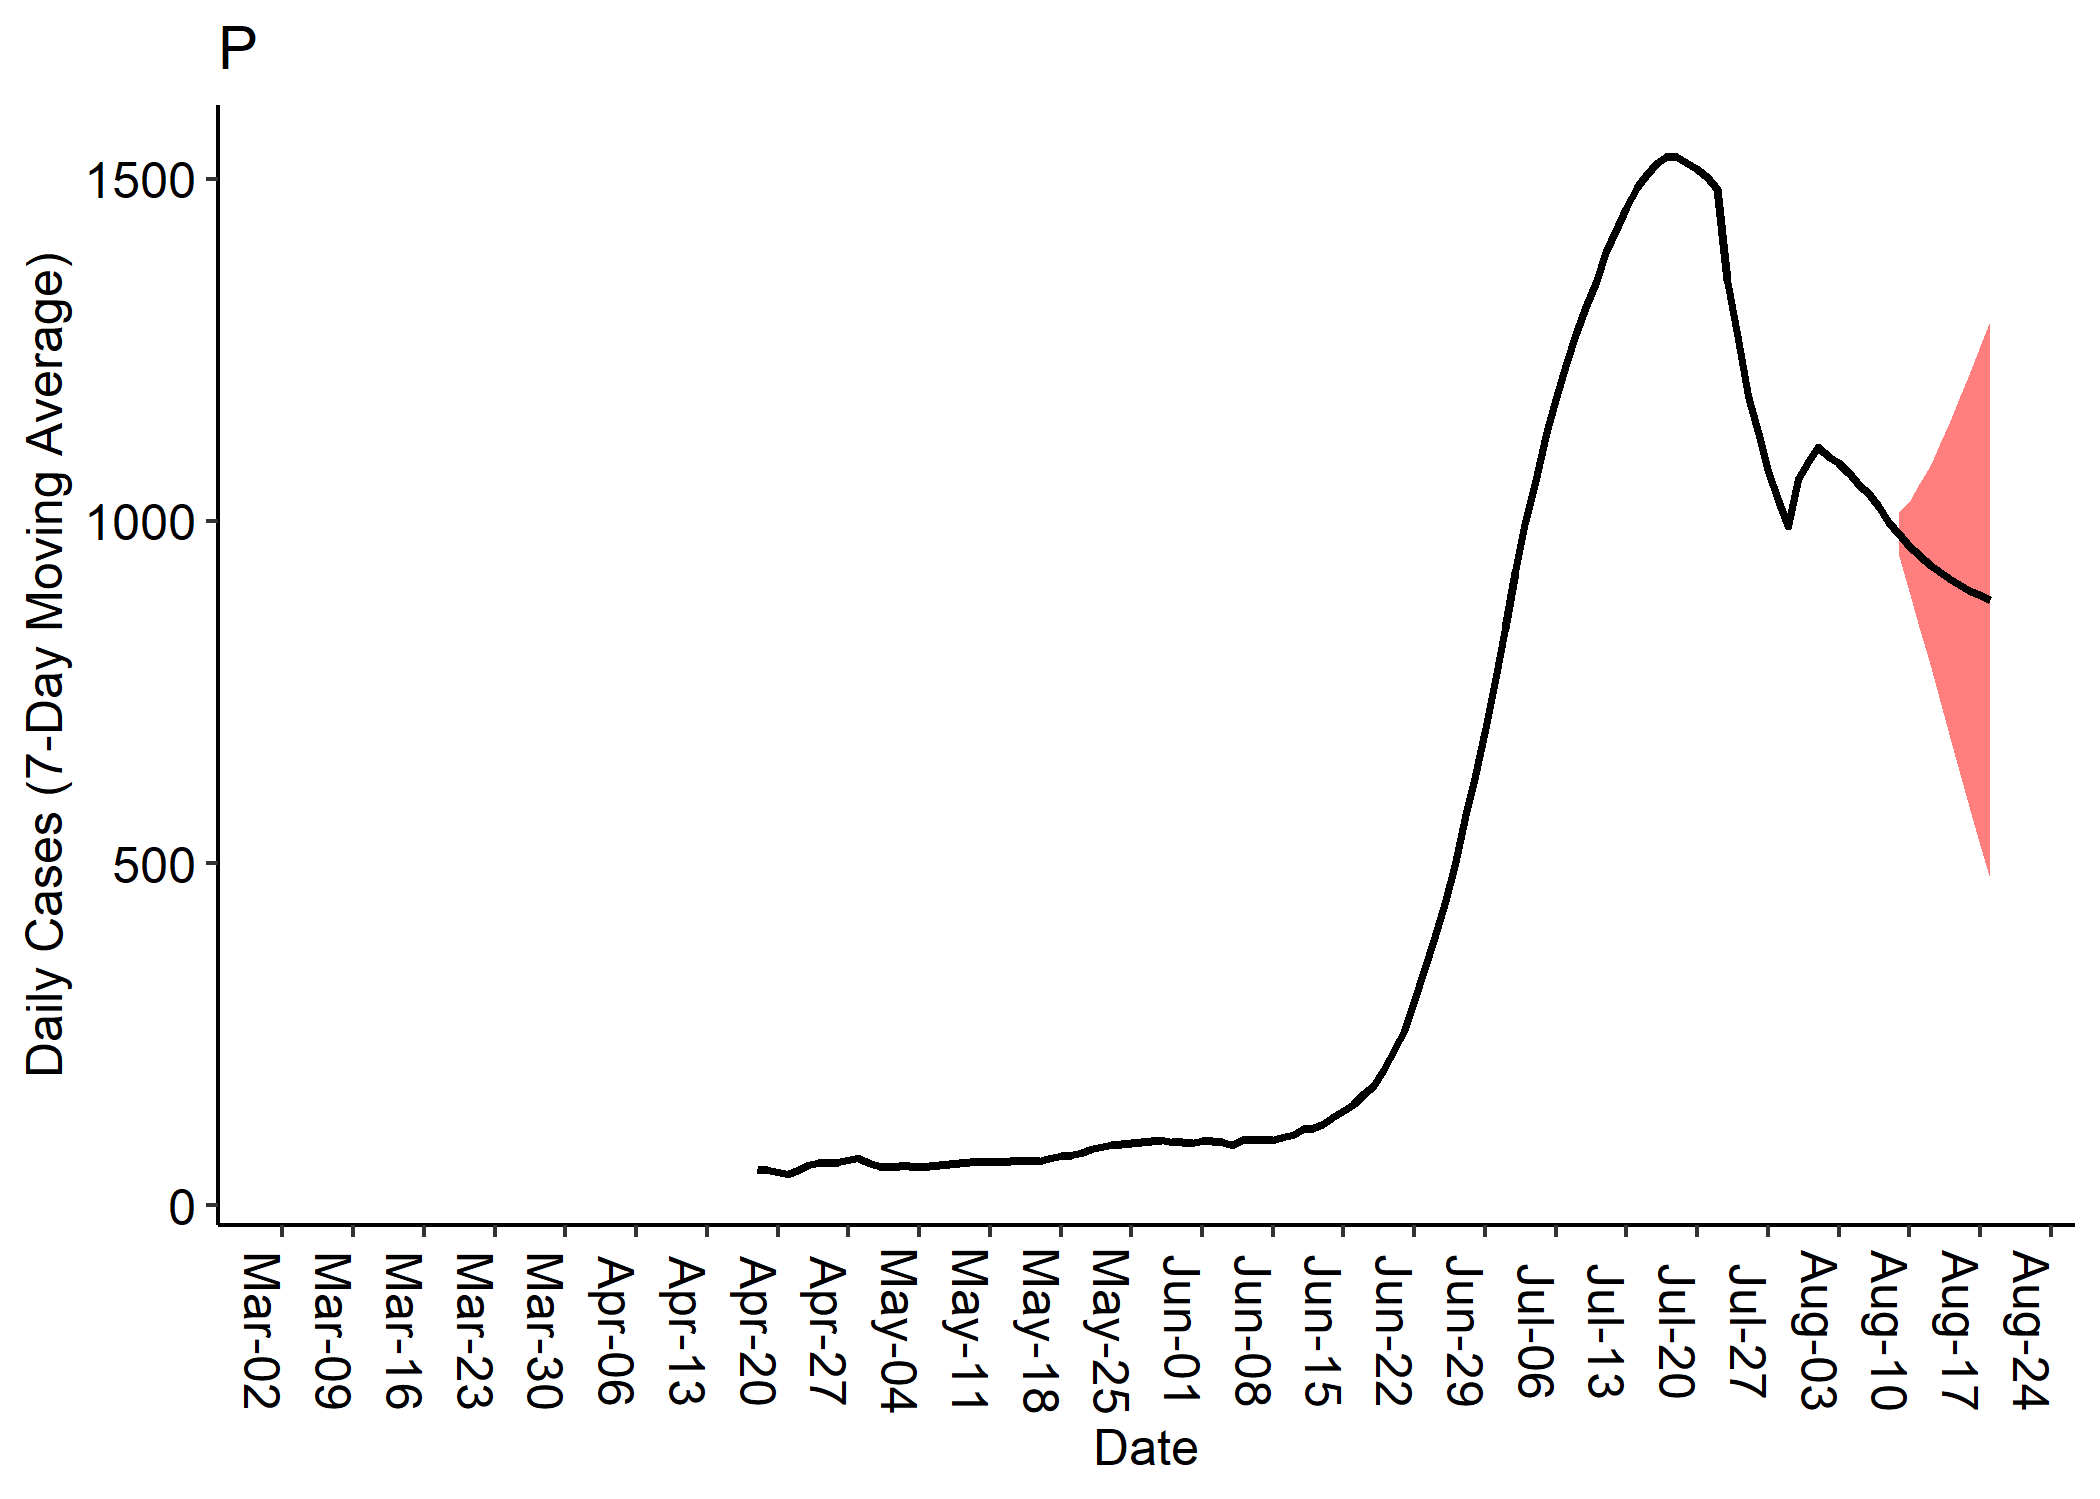 P
Daily Cases (7-Day Moving Average)
1500
1000
500
0
Mar-02
Mar-09
Mar-16
Mar-23
Mar-30
Apr-06
Apr-13
Apr-20
Apr-27
May-04
May-11
May-18
May-25
Jun-01
Jun-08
Jun-15
Jun-22
Jun-29
Jul-06
Jul-13
Jul-20
Jul-27
Aug-03
Aug-10
Aug-17
Aug-24
Date